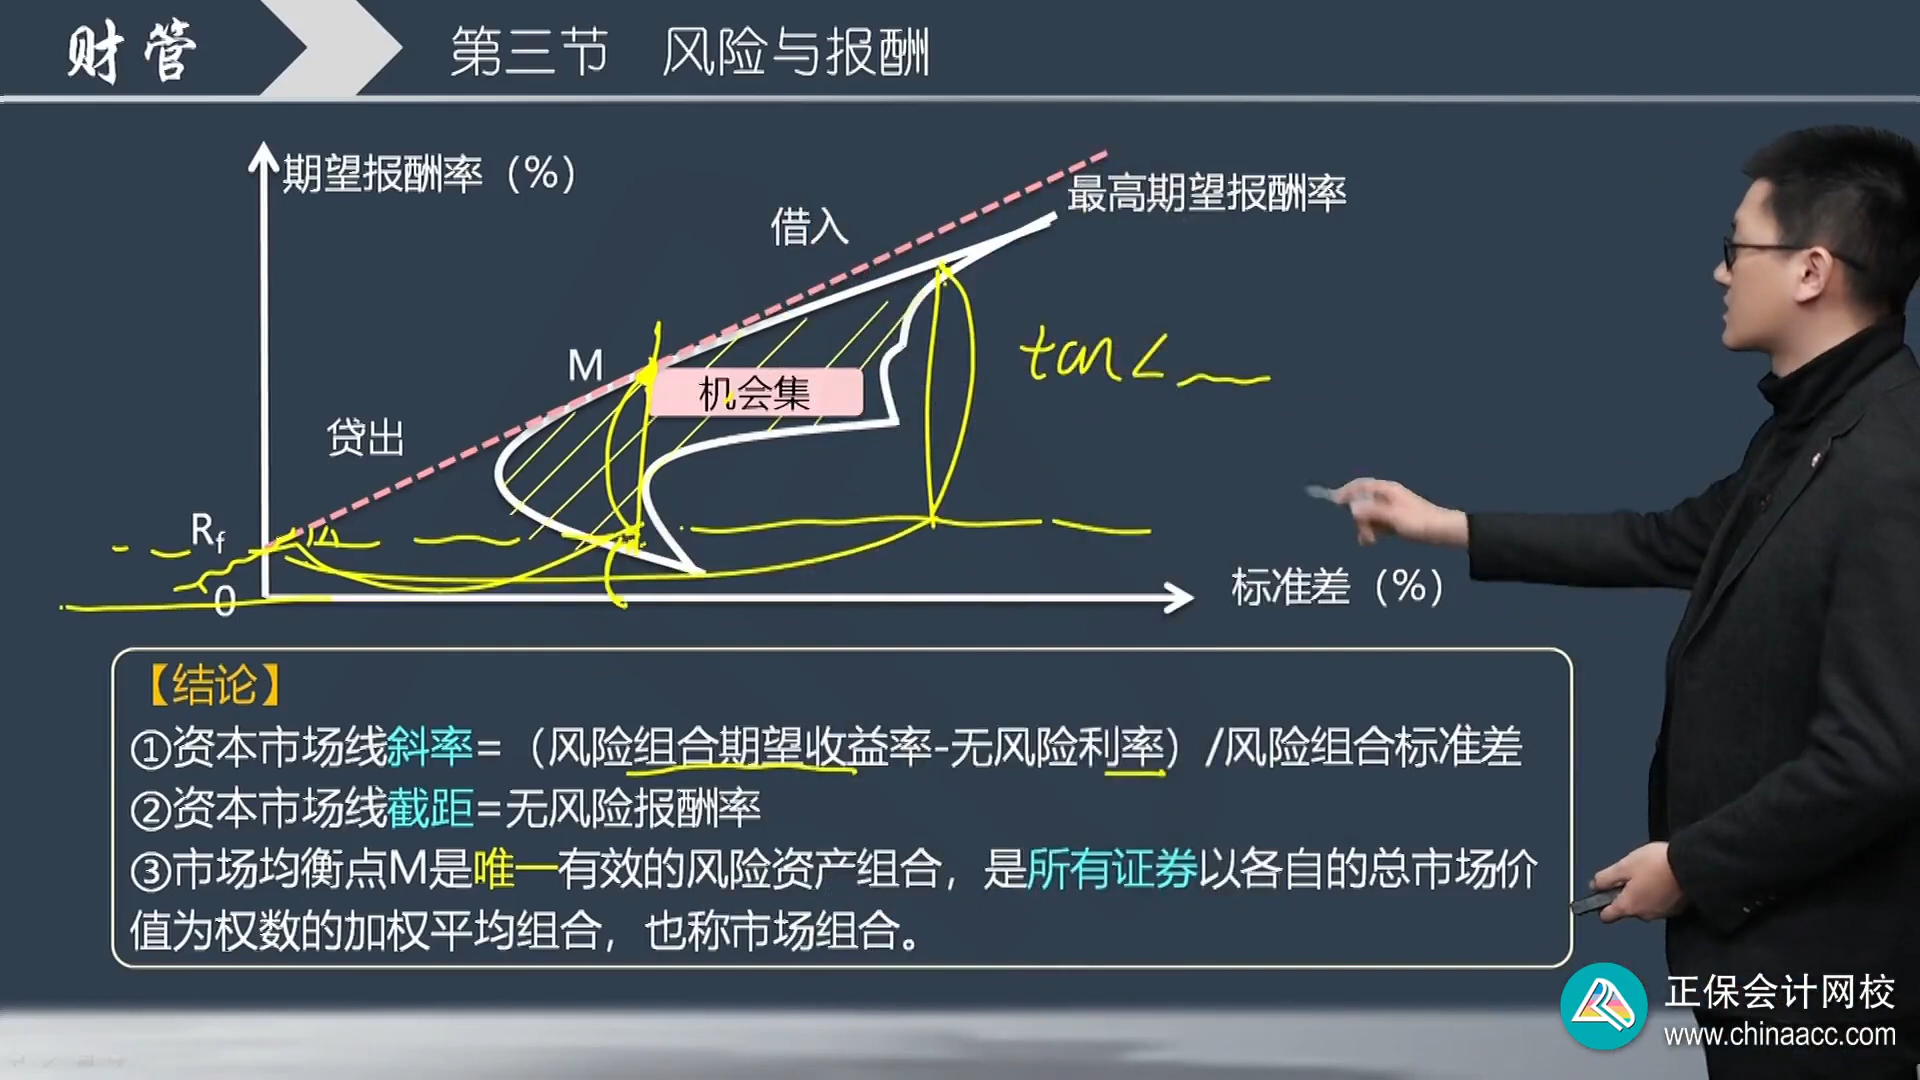 财管
第三节 风险与报酬
期望报酬率（%）
最高期望报酬率
借入
M
机会集
tan∠
贷出
Rf
0
标准差（%）
【结论】
①资本市场线斜率=（风险组合期望收益率-无风险利率）/风险组合标准差
②资本市场线截距=无风险报酬率
③市场均衡点M是唯一有效的风险资产组合，是所有证券以各自的总市场价
值为权数的加权平均组合，也称市场组合。
正保会计网校
www.chinaacc.com